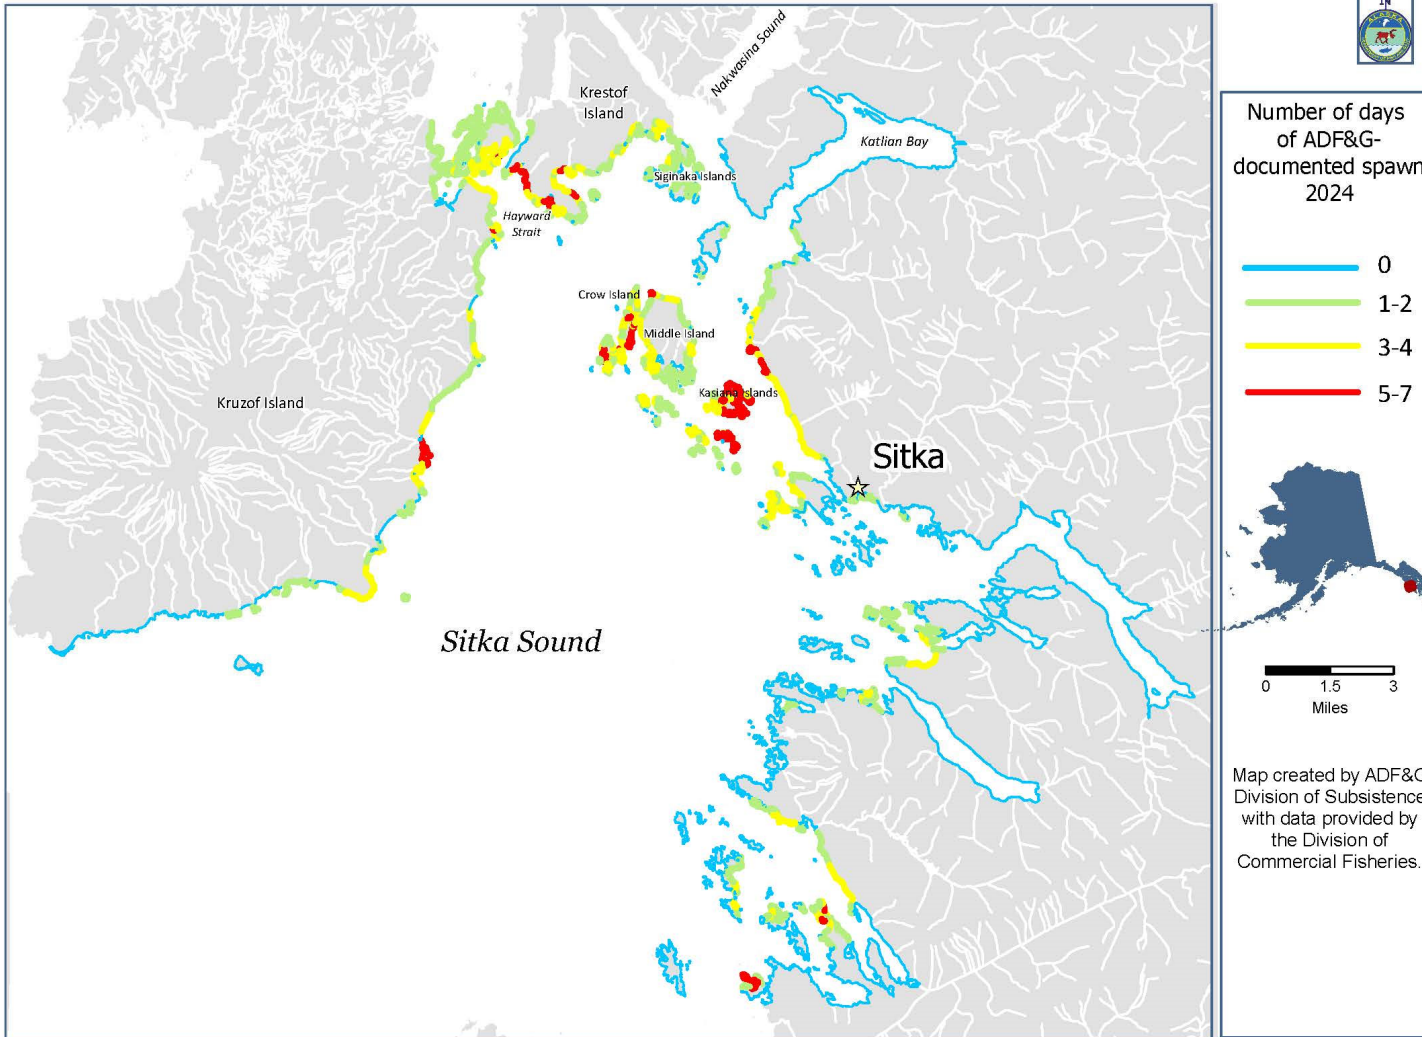 Nakwasina Sound
Krestof
Island
Katlian Bay
Siginaka Islands
Hayward
Strait
Crow Island
Middle Island
Kasiana Islands
Kruzof Island
Sitka
Sitka Sound
N
ALASKA
Number of days
of ADF&G-
documented spawn
2024
0
1-2
3-4
5-7
0 1.5 3
Miles
Map created by ADF&G
Division of Subsistence
with data provided by
the Division of
Commercial Fisheries.